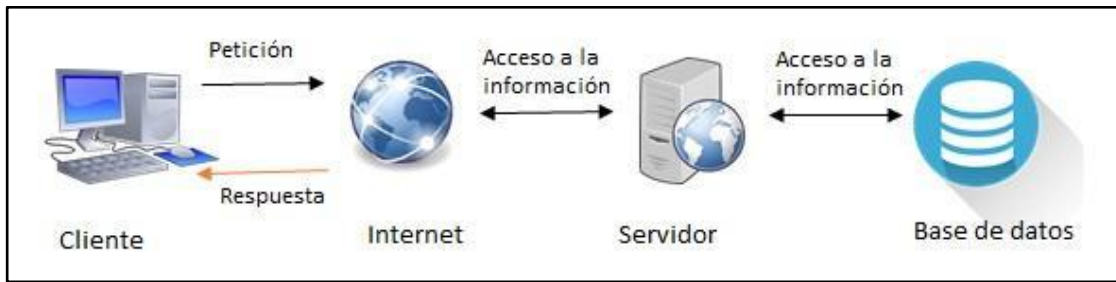 Petición
Acceso a la
información
Acceso a la
información
Respuesta
Cliente
Internet
Servidor
Base de datos